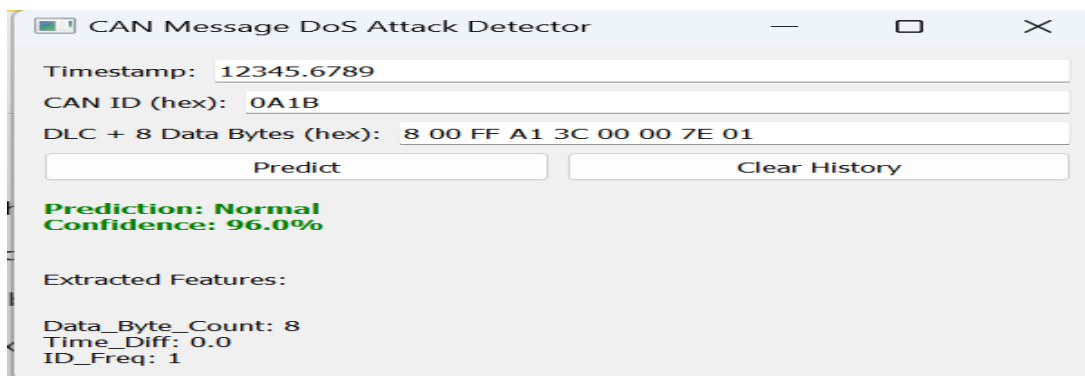 CAN Message DoS Attack Detector
Timestamp: 12345.6789
CAN ID (hex): 0A1B
DLC + 8 Data Bytes (hex): 8 00 FF A1 3C 00 00 7E 01
Predict Clear History
Prediction: Normal
Confidence: 96.0%
Extracted Features:
Data_Byte_Count: 8
Time_Diff: 0.0
ID_Freq: 1